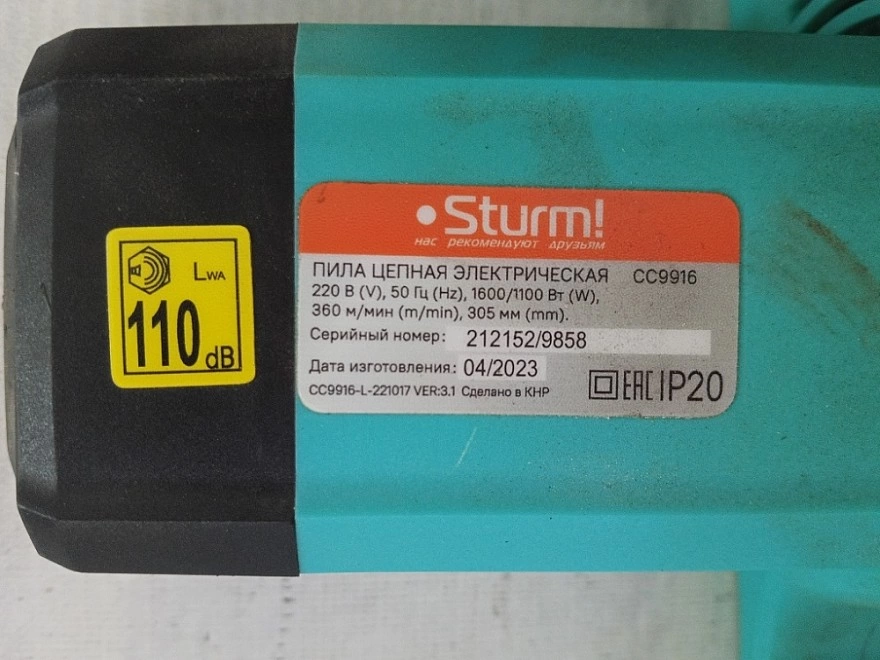 LWA
110 dB
Sturm!
нас рекомендуют друзьям
ПИЛА ЦЕПНАЯ ЭЛЕКТРИЧЕСКАЯ CC9916
220 В (V), 50 Гц (Hz), 1600/1100 Вт (W),
360 м/мин (m/min), 305 мм (mm).
Серийный номер: 212152/9858
Дата изготовления: 04/2023
CC9916-L-221017 VER:3.1 Сделано в КНР
EAC IP20